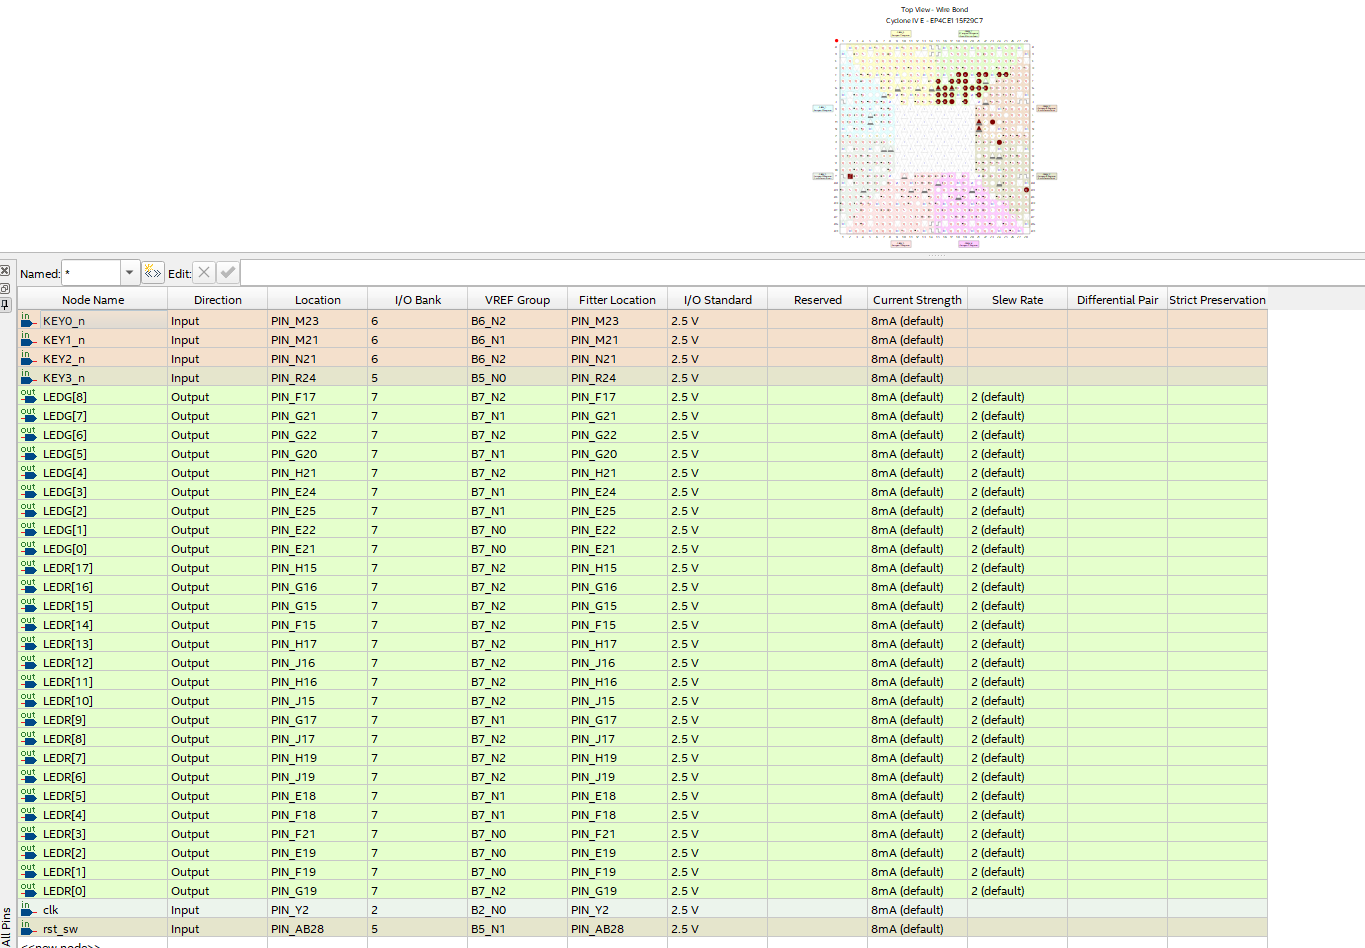 Top View - Wire Bond
Cyclone IV E - EP4CE115F29C7
Named: * Edit:
Node Name Direction Location I/O Bank VREF Group Fitter Location I/O Standard Reserved Current Strength Slew Rate Differential Pair Strict Preservation
in KEY0_n Input PIN_M23 6 B6_N2 PIN_M23 2.5 V 8mA (default)
in KEY1_n Input PIN_M21 6 B6_N1 PIN_M21 2.5 V 8mA (default)
in KEY2_n Input PIN_N21 6 B6_N2 PIN_N21 2.5 V 8mA (default)
in KEY3_n Input PIN_R24 5 B5_N0 PIN_R24 2.5 V 8mA (default)
out LEDG[8] Output PIN_F17 7 B7_N2 PIN_F17 2.5 V 8mA (default) 2 (default)
out LEDG[7] Output PIN_G21 7 B7_N1 PIN_G21 2.5 V 8mA (default) 2 (default)
out LEDG[6] Output PIN_G22 7 B7_N2 PIN_G22 2.5 V 8mA (default) 2 (default)
out LEDG[5] Output PIN_G20 7 B7_N1 PIN_G20 2.5 V 8mA (default) 2 (default)
out LEDG[4] Output PIN_H21 7 B7_N2 PIN_H21 2.5 V 8mA (default) 2 (default)
out LEDG[3] Output PIN_E24 7 B7_N1 PIN_E24 2.5 V 8mA (default) 2 (default)
out LEDG[2] Output PIN_E25 7 B7_N1 PIN_E25 2.5 V 8mA (default) 2 (default)
out LEDG[1] Output PIN_E22 7 B7_N0 PIN_E22 2.5 V 8mA (default) 2 (default)
out LEDG[0] Output PIN_E21 7 B7_N0 PIN_E21 2.5 V 8mA (default) 2 (default)
out LEDR[17] Output PIN_H15 7 B7_N2 PIN_H15 2.5 V 8mA (default) 2 (default)
out LEDR[16] Output PIN_G16 7 B7_N2 PIN_G16 2.5 V 8mA (default) 2 (default)
out LEDR[15] Output PIN_G15 7 B7_N2 PIN_G15 2.5 V 8mA (default) 2 (default)
out LEDR[14] Output PIN_F15 7 B7_N2 PIN_F15 2.5 V 8mA (default) 2 (default)
out LEDR[13] Output PIN_H17 7 B7_N2 PIN_H17 2.5 V 8mA (default) 2 (default)
out LEDR[12] Output PIN_J16 7 B7_N2 PIN_J16 2.5 V 8mA (default) 2 (default)
out LEDR[11] Output PIN_H16 7 B7_N2 PIN_H16 2.5 V 8mA (default) 2 (default)
out LEDR[10] Output PIN_J15 7 B7_N2 PIN_J15 2.5 V 8mA (default) 2 (default)
out LEDR[9] Output PIN_G17 7 B7_N1 PIN_G17 2.5 V 8mA (default) 2 (default)
out LEDR[8] Output PIN_J17 7 B7_N2 PIN_J17 2.5 V 8mA (default) 2 (default)
out LEDR[7] Output PIN_H19 7 B7_N2 PIN_H19 2.5 V 8mA (default) 2 (default)
out LEDR[6] Output PIN_J19 7 B7_N2 PIN_J19 2.5 V 8mA (default) 2 (default)
out LEDR[5] Output PIN_E18 7 B7_N1 PIN_E18 2.5 V 8mA (default) 2 (default)
out LEDR[4] Output PIN_F18 7 B7_N1 PIN_F18 2.5 V 8mA (default) 2 (default)
out LEDR[3] Output PIN_F21 7 B7_N0 PIN_F21 2.5 V 8mA (default) 2 (default)
out LEDR[2] Output PIN_E19 7 B7_N0 PIN_E19 2.5 V 8mA (default) 2 (default)
out LEDR[1] Output PIN_F19 7 B7_N0 PIN_F19 2.5 V 8mA (default) 2 (default)
out LEDR[0] Output PIN_G19 7 B7_N2 PIN_G19 2.5 V 8mA (default) 2 (default)
in clk Input PIN_Y2 2 B2_N0 PIN_Y2 2.5 V 8mA (default)
in rst_sw Input PIN_AB28 5 B5_N1 PIN_AB28 2.5 V 8mA (default)
<<new node>>
All Pins